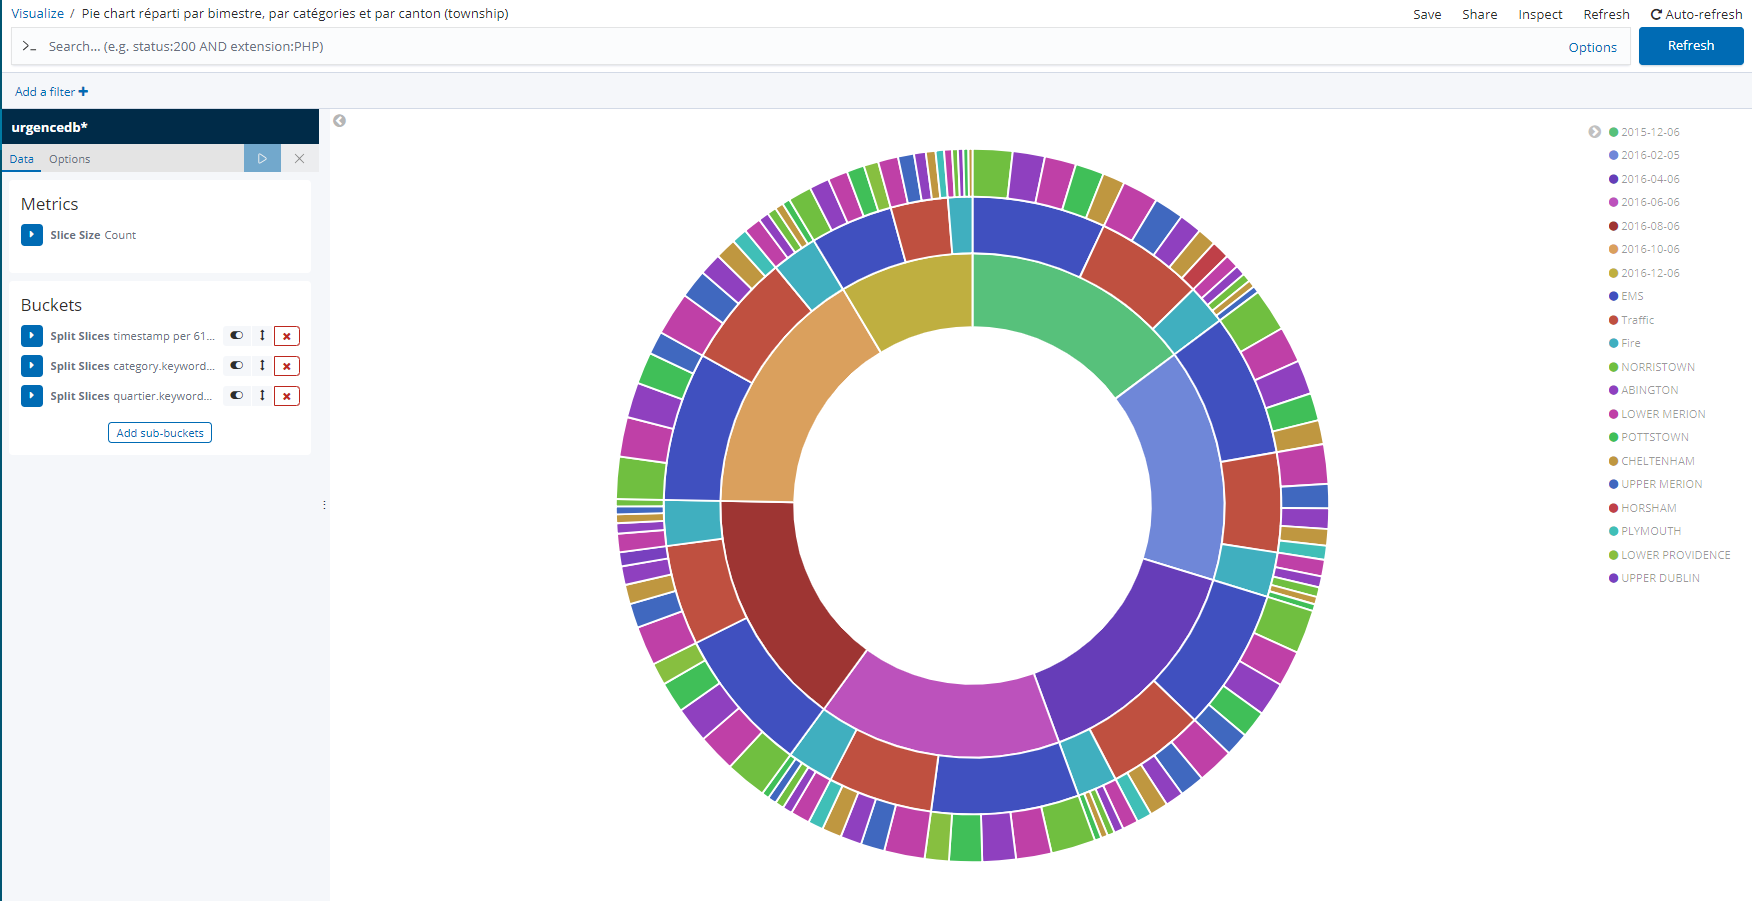 Visualize / Pie chart réparti par bimestre, par catégories et par canton (township)
Save Share Inspect Refresh Auto-refresh
>_ Search... (e.g. status:200 AND extension:PHP)
Options
Refresh
Add a filter +
urgencedb*
Data Options
Metrics
Slice Size Count
Buckets
Split Slices timestamp per 61...
Split Slices category.keyword...
Split Slices quartier.keyword...
Add sub-buckets
2015-12-06
2016-02-05
2016-04-06
2016-06-06
2016-08-06
2016-10-06
2016-12-06
EMS
Traffic
Fire
NORRISTOWN
ABINGTON
LOWER MERION
POTTSTOWN
CHELTENHAM
UPPER MERION
HORSHAM
PLYMOUTH
LOWER PROVIDENCE
UPPER DUBLIN